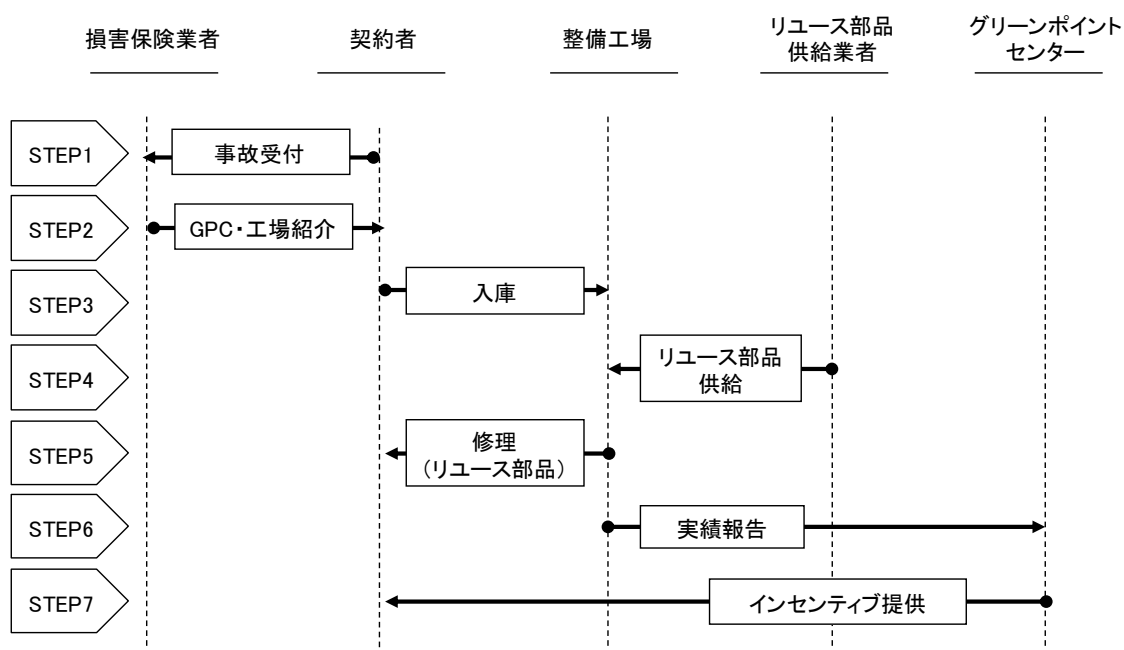 損害保険業者
契約者
整備工場
リユース部品
供給業者
グリーンポイント
センター
STEP1
事故受付
STEP2
GPC・工場紹介
STEP3
入庫
STEP4
リユース部品
供給
STEP5
修理
（リユース部品）
STEP6
実績報告
STEP7
インセンティブ提供